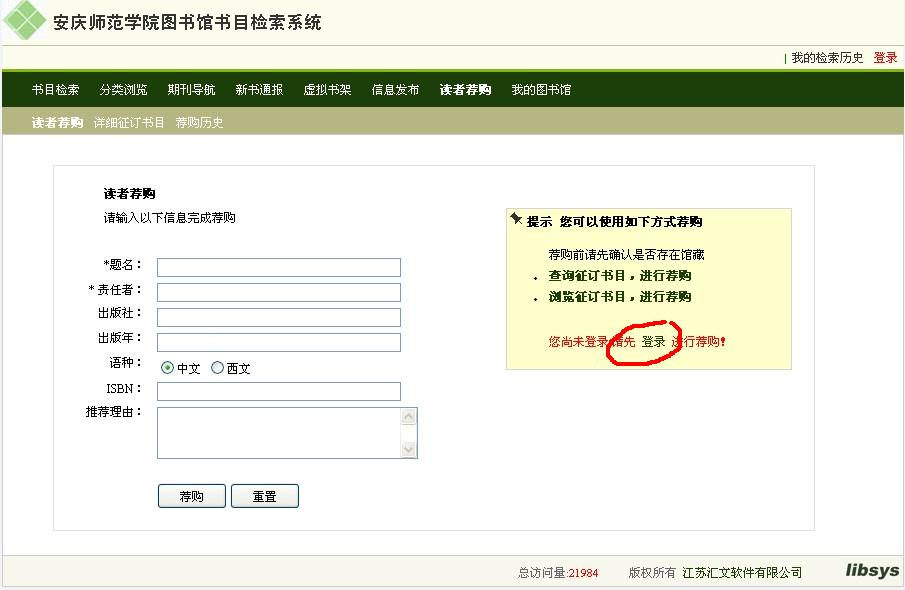 安庆师范学院图书馆书目检索系统
| 我的检索历史 登录
书目检索 分类浏览 期刊导航 新书通报 虚拟书架 信息发布 读者荐购 我的图书馆
读者荐购 详细征订书目 荐购历史
读者荐购
请输入以下信息完成荐购
*题名：
* 责任者：
出版社：
出版年：
语种： 中文 西文
ISBN：
推荐理由：
荐购 重置
提示 您可以使用如下方式荐购
荐购前请先确认是否存在馆藏
· 查询征订书目，进行荐购
· 浏览征订书目，进行荐购
您尚未登录请先 登录 进行荐购!
总访问量:21984 版权所有 江苏汇文软件有限公司 libsys